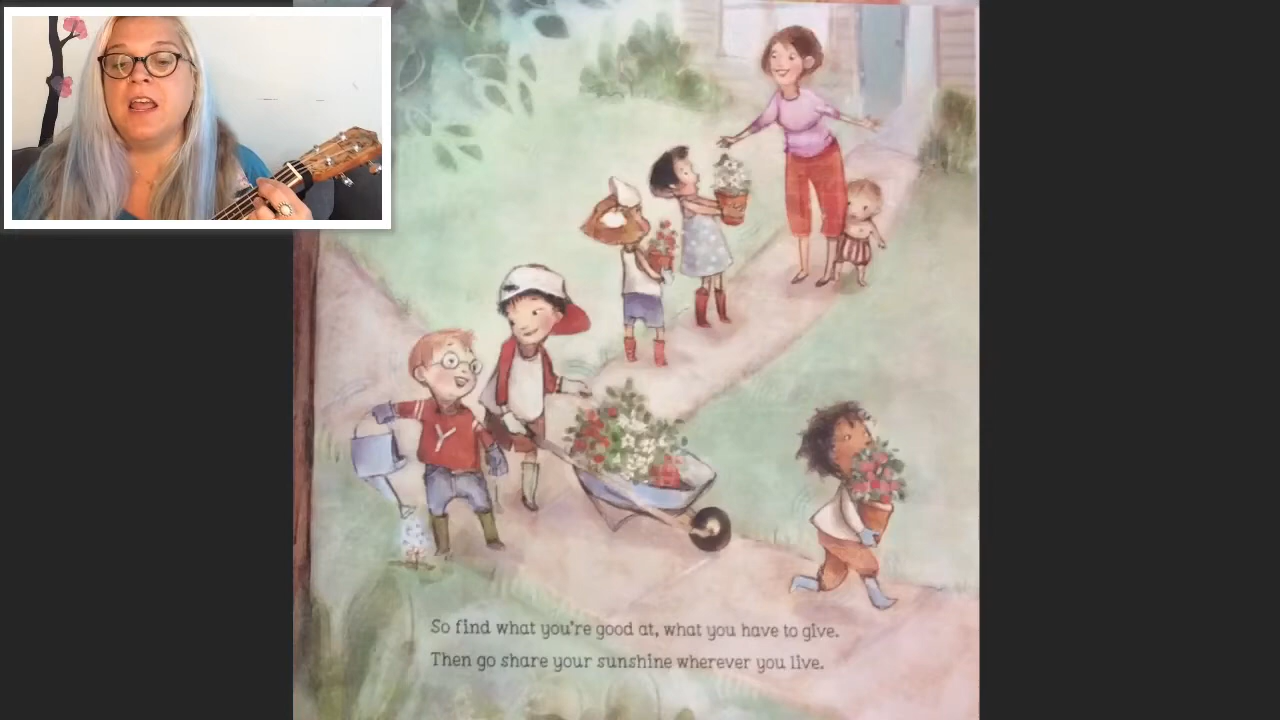 So find what you're good at, what you have to give.
Then go share your sunshine wherever you live.
Y